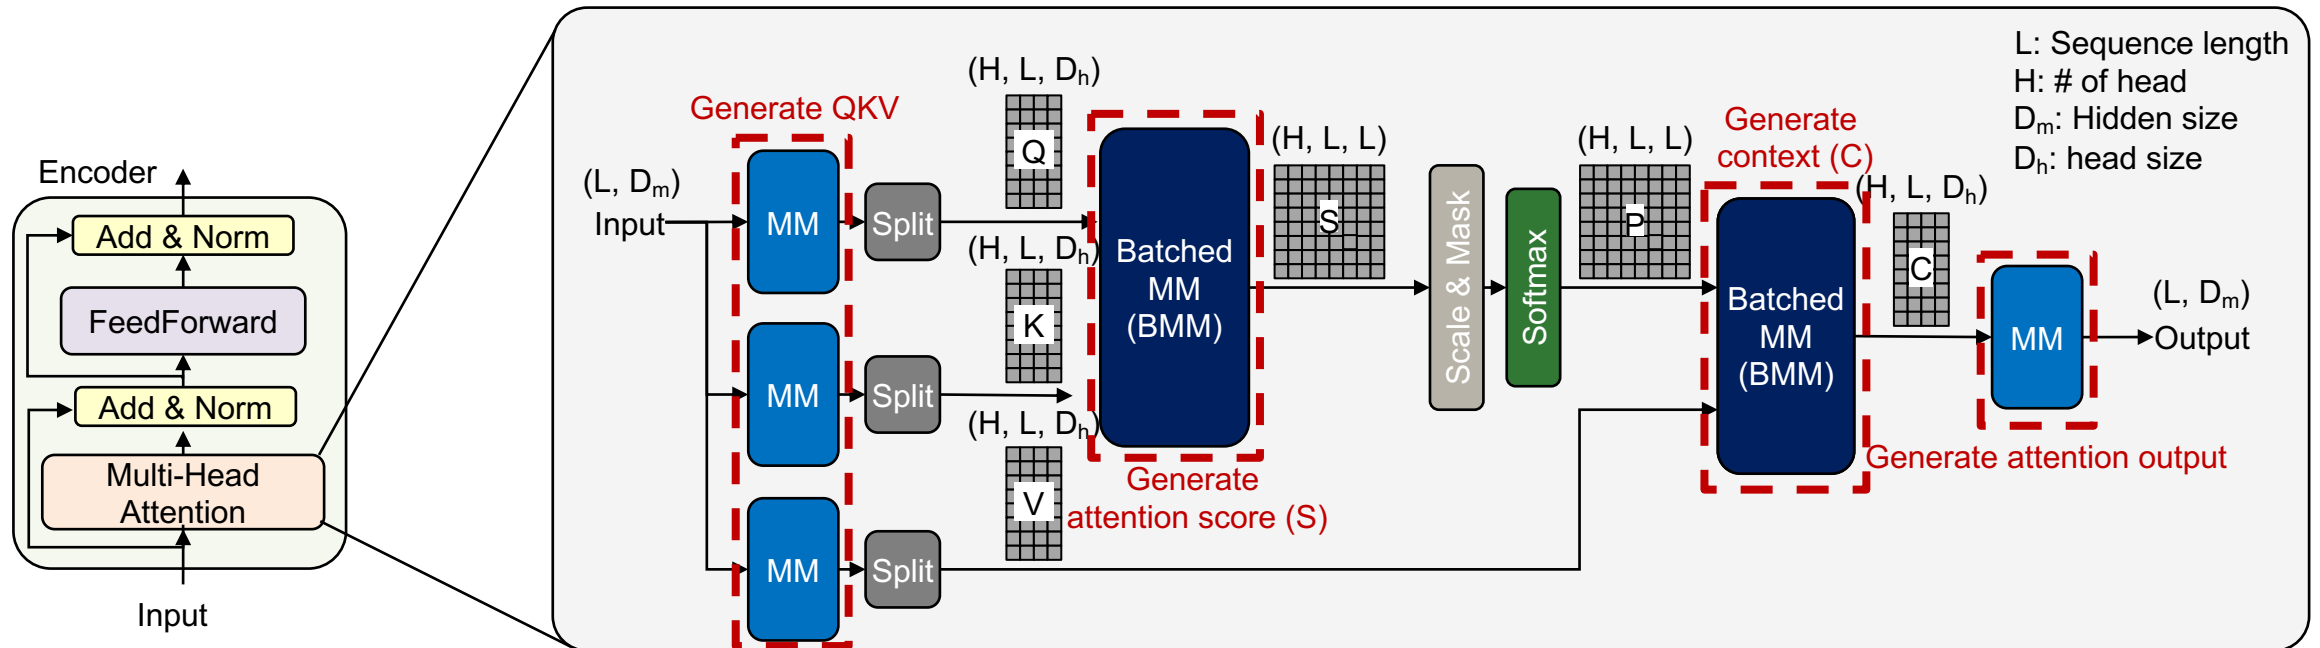 Encoder
Add & Norm
FeedForward
Add & Norm
Multi-Head
Attention
Input
Generate QKV
(L, Dₘ)
Input
MM
MM
MM
Split
Split
Split
(H, L, Dₕ)
Q
(H, L, Dₕ)
K
(H, L, Dₕ)
V
Batched
MM
(BMM)
Generate
attention score (S)
(H, L, L)
S
Scale & Mask
Softmax
(H, L, L)
P
Generate
context (C)
Batched
MM
(BMM)
(H, L, Dₕ)
C
MM
Generate attention output
(L, Dₘ)
Output
L: Sequence length
H: # of head
Dₘ: Hidden size
Dₕ: head size